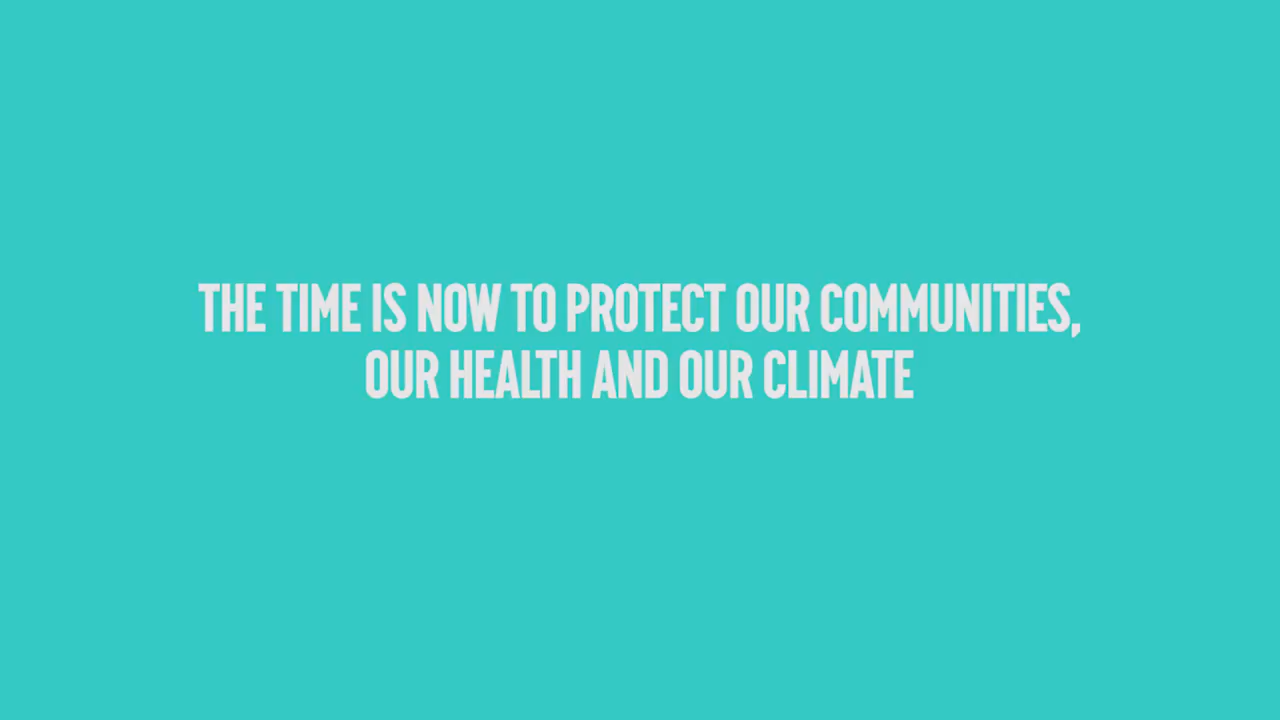 THE TIME IS NOW TO PROTECT OUR COMMUNITIES,
OUR HEALTH AND OUR CLIMATE